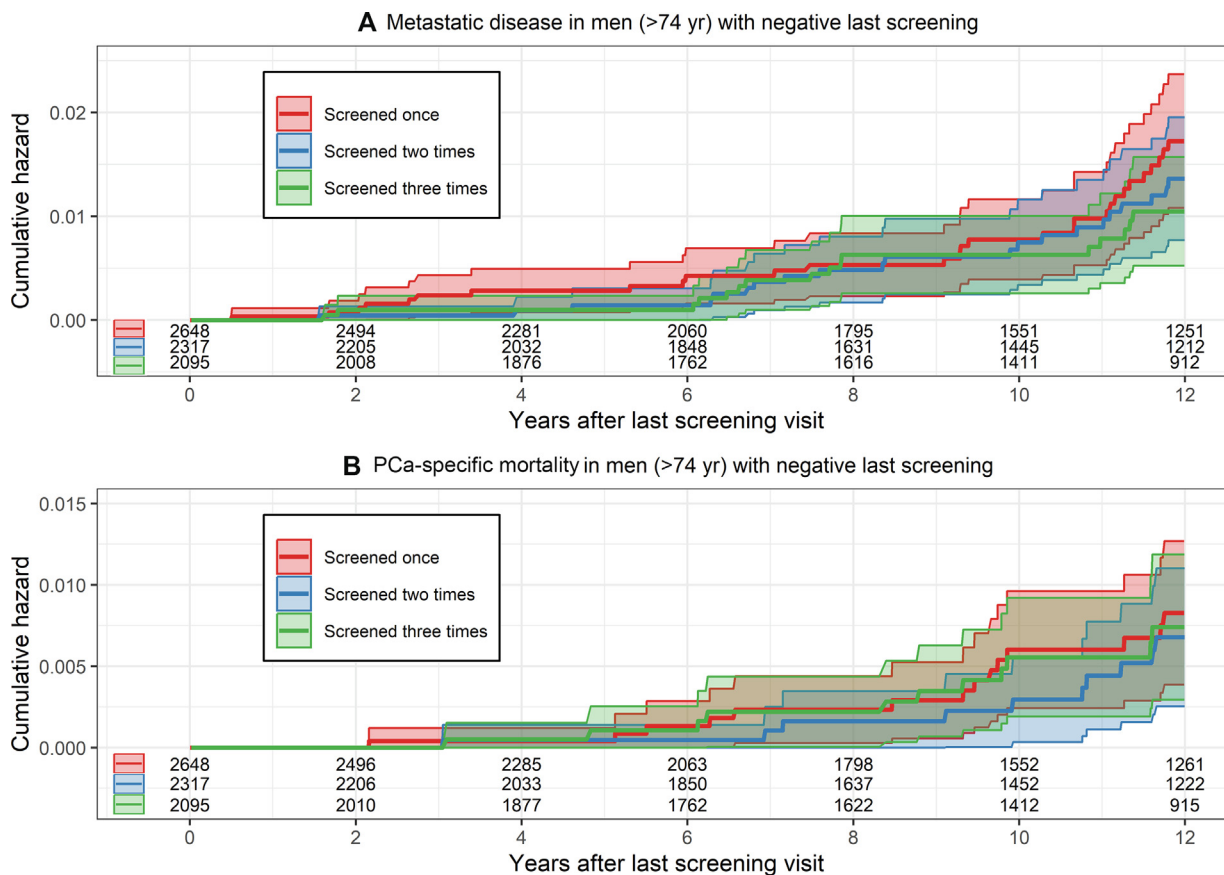 A Metastatic disease in men (>74 yr) with negative last screening
Cumulative hazard
0.02
0.01
0.00
Screened once
Screened two times
Screened three times
2648 2494 2281 2060 1795 1551 1251
2317 2205 2032 1848 1631 1445 1212
2095 2008 1876 1762 1616 1411 912
0 2 4 6 8 10 12
Years after last screening visit
B PCa-specific mortality in men (>74 yr) with negative last screening
Cumulative hazard
0.015
0.010
0.005
0.000
Screened once
Screened two times
Screened three times
2648 2496 2285 2063 1798 1552 1261
2317 2206 2033 1850 1637 1452 1222
2095 2010 1877 1762 1622 1412 915
0 2 4 6 8 10 12
Years after last screening visit